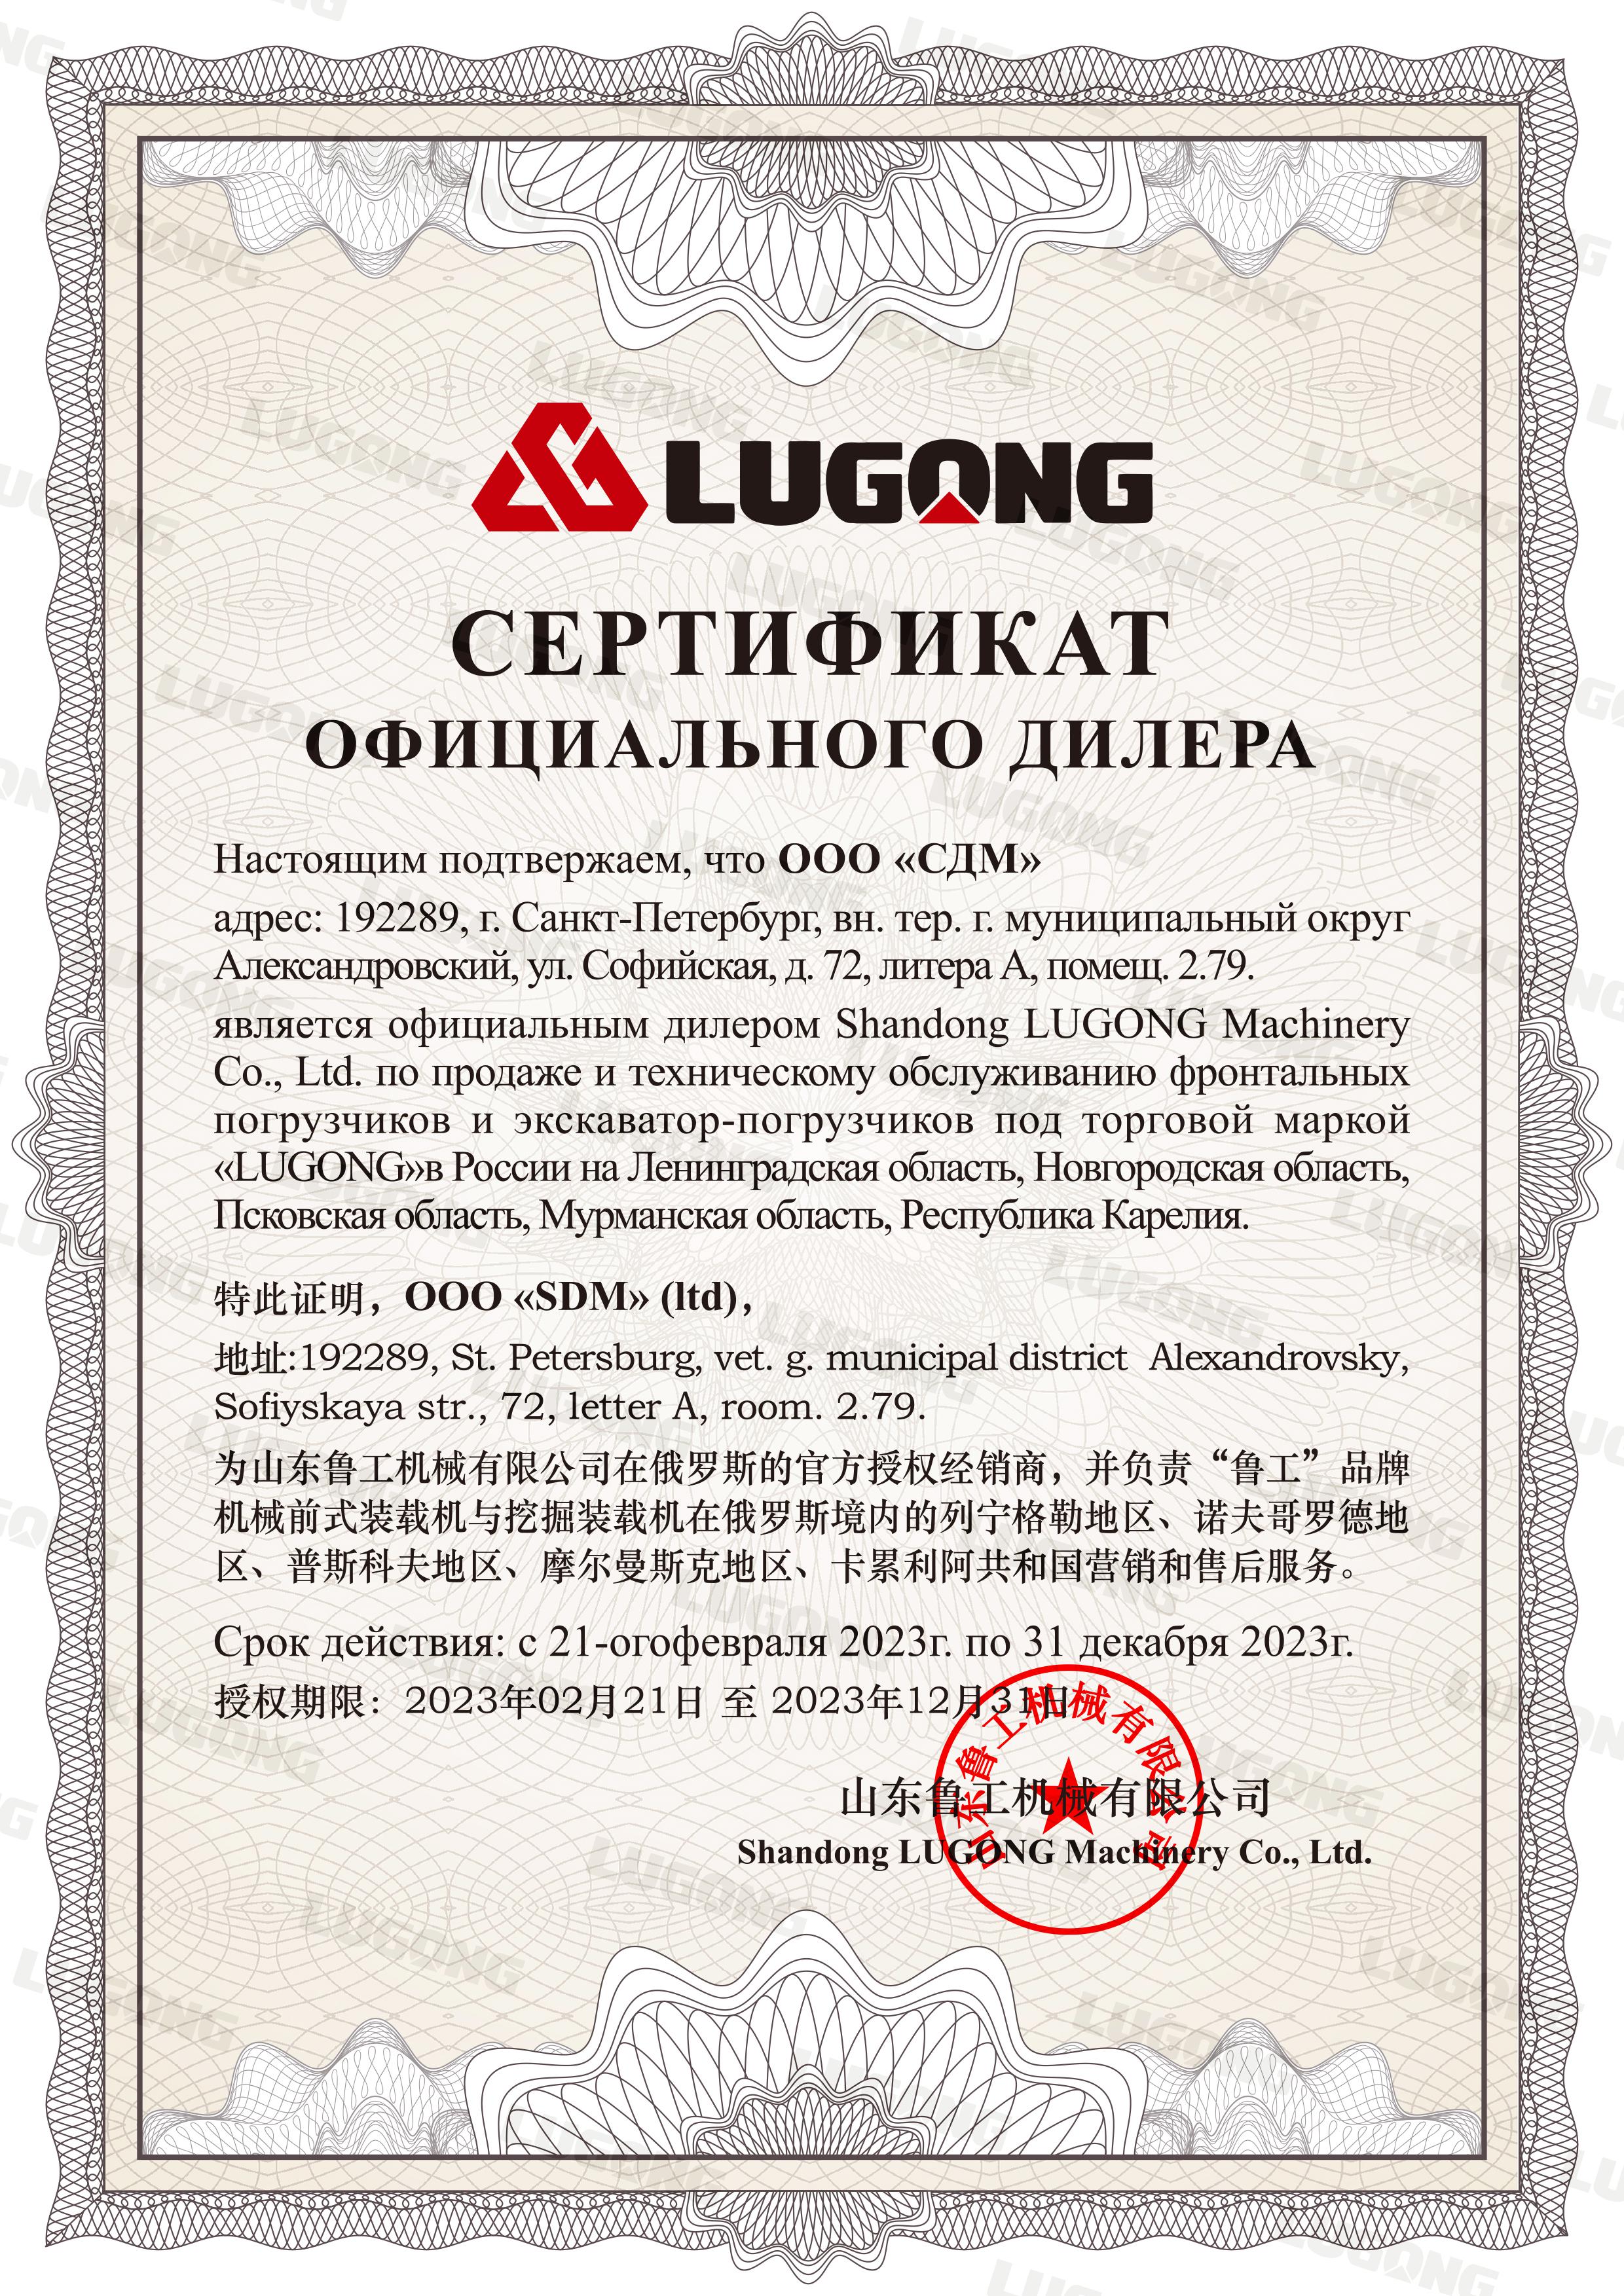 LUGONG
СЕРТИФИКАТ
ОФИЦИАЛЬНОГО ДИЛЕРА
Настоящим подтвержаем, что ООО «СДМ»
адрес: 192289, г. Санкт-Петербург, вн. тер. г. муниципальный округ
Александровский, ул. Софийская, д. 72, литера А, помещ. 2.79.
является официальным дилером Shandong LUGONG Machinery
Co., Ltd. по продаже и техническому обслуживанию фронтальных
погрузчиков и экскаватор-погрузчиков под торговой маркой
«LUGONG»в России на Ленинградская область, Новгородская область,
Псковская область, Мурманская область, Республика Карелия.
特此证明，OOO «SDM» (ltd)，
地址:192289, St. Petersburg, vet. g. municipal district Alexandrovsky,
Sofiyskaya str., 72, letter A, room. 2.79.
为山东鲁工机械有限公司在俄罗斯的官方授权经销商，并负责“鲁工”品牌
机械前式装载机与挖掘装载机在俄罗斯境内的列宁格勒地区、诺夫哥罗德地
区、普斯科夫地区、摩尔曼斯克地区、卡累利阿共和国营销和售后服务。
Срок действия: с 21-огофевраля 2023г. по 31 декабря 2023г.
授权期限：2023年02月21日 至 2023年12月31日
山东鲁工机械有限公司
山东鲁工机械有限公司
Shandong LUGONG Machinery Co., Ltd.